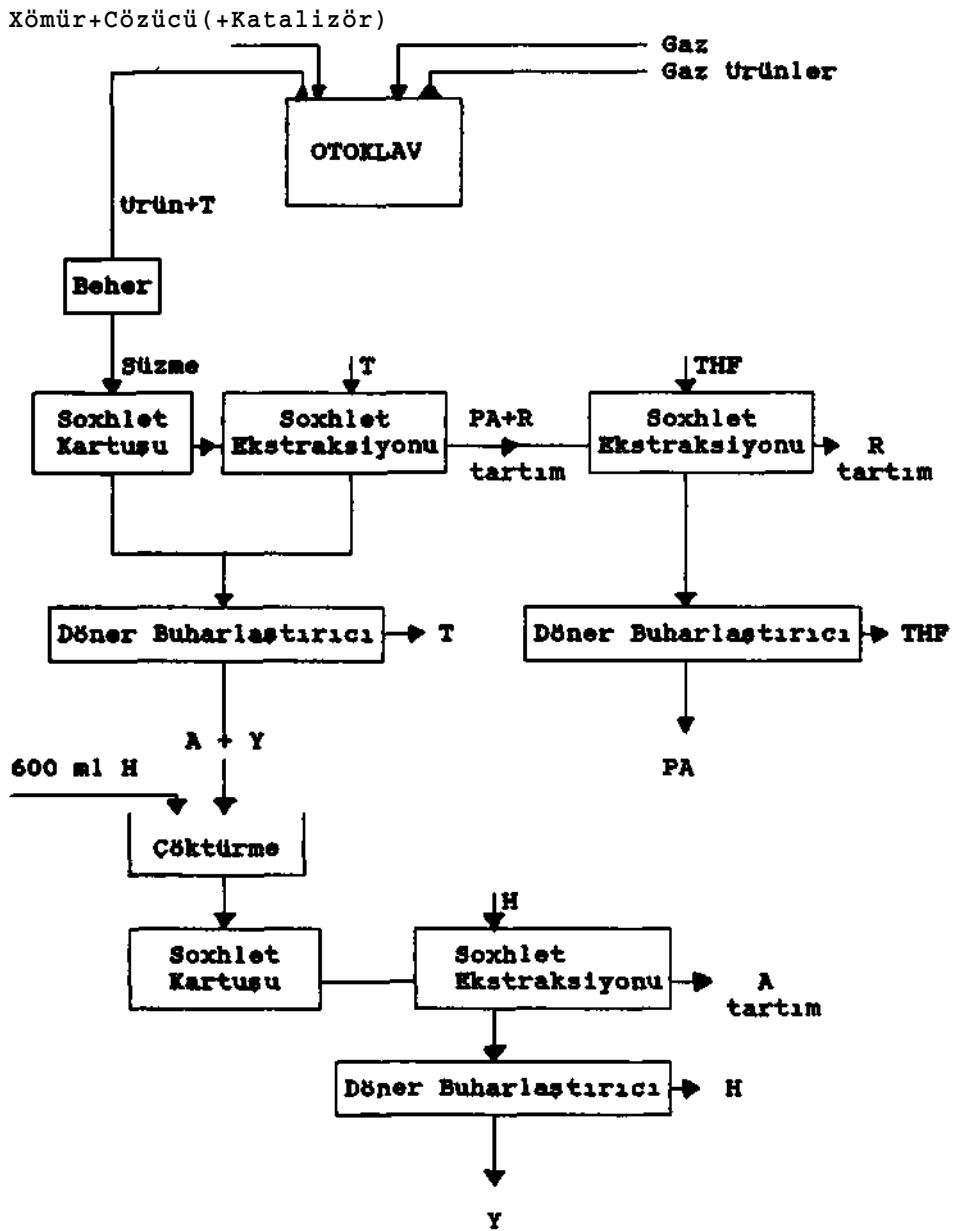 Xömür+Cözücü(+Katalizör)
Gaz
Gaz Ürünler
OTOKLAV
Ürün+T
Beher
Süzme
T
THF
Soxhlet
Kartuşu
Soxhlet
Ekstraksiyonu
PA+R
tartım
Soxhlet
Ekstraksiyonu
R
tartım
Döner Buharlaştırıcı
T
Döner Buharlaştırıcı
THF
A + Y
PA
600 ml H
Çöktürme
H
Soxhlet
Kartuşu
Soxhlet
Ekstraksiyonu
A
tartım
Döner Buharlaştırıcı
H
Y